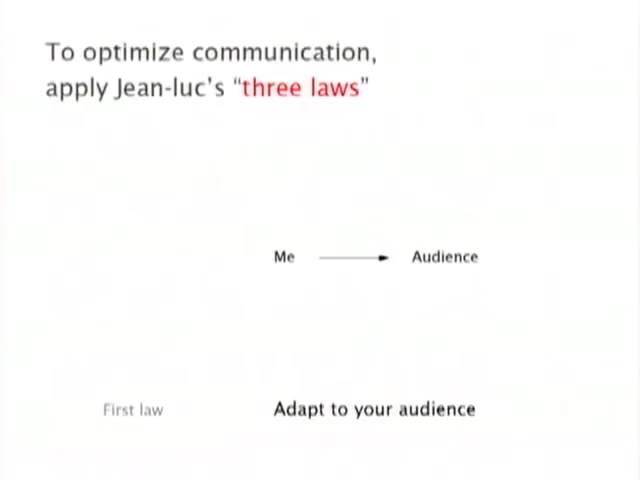 To optimize communication,
apply Jean-luc's “three laws”
Me
Audience
First law
Adapt to your audience